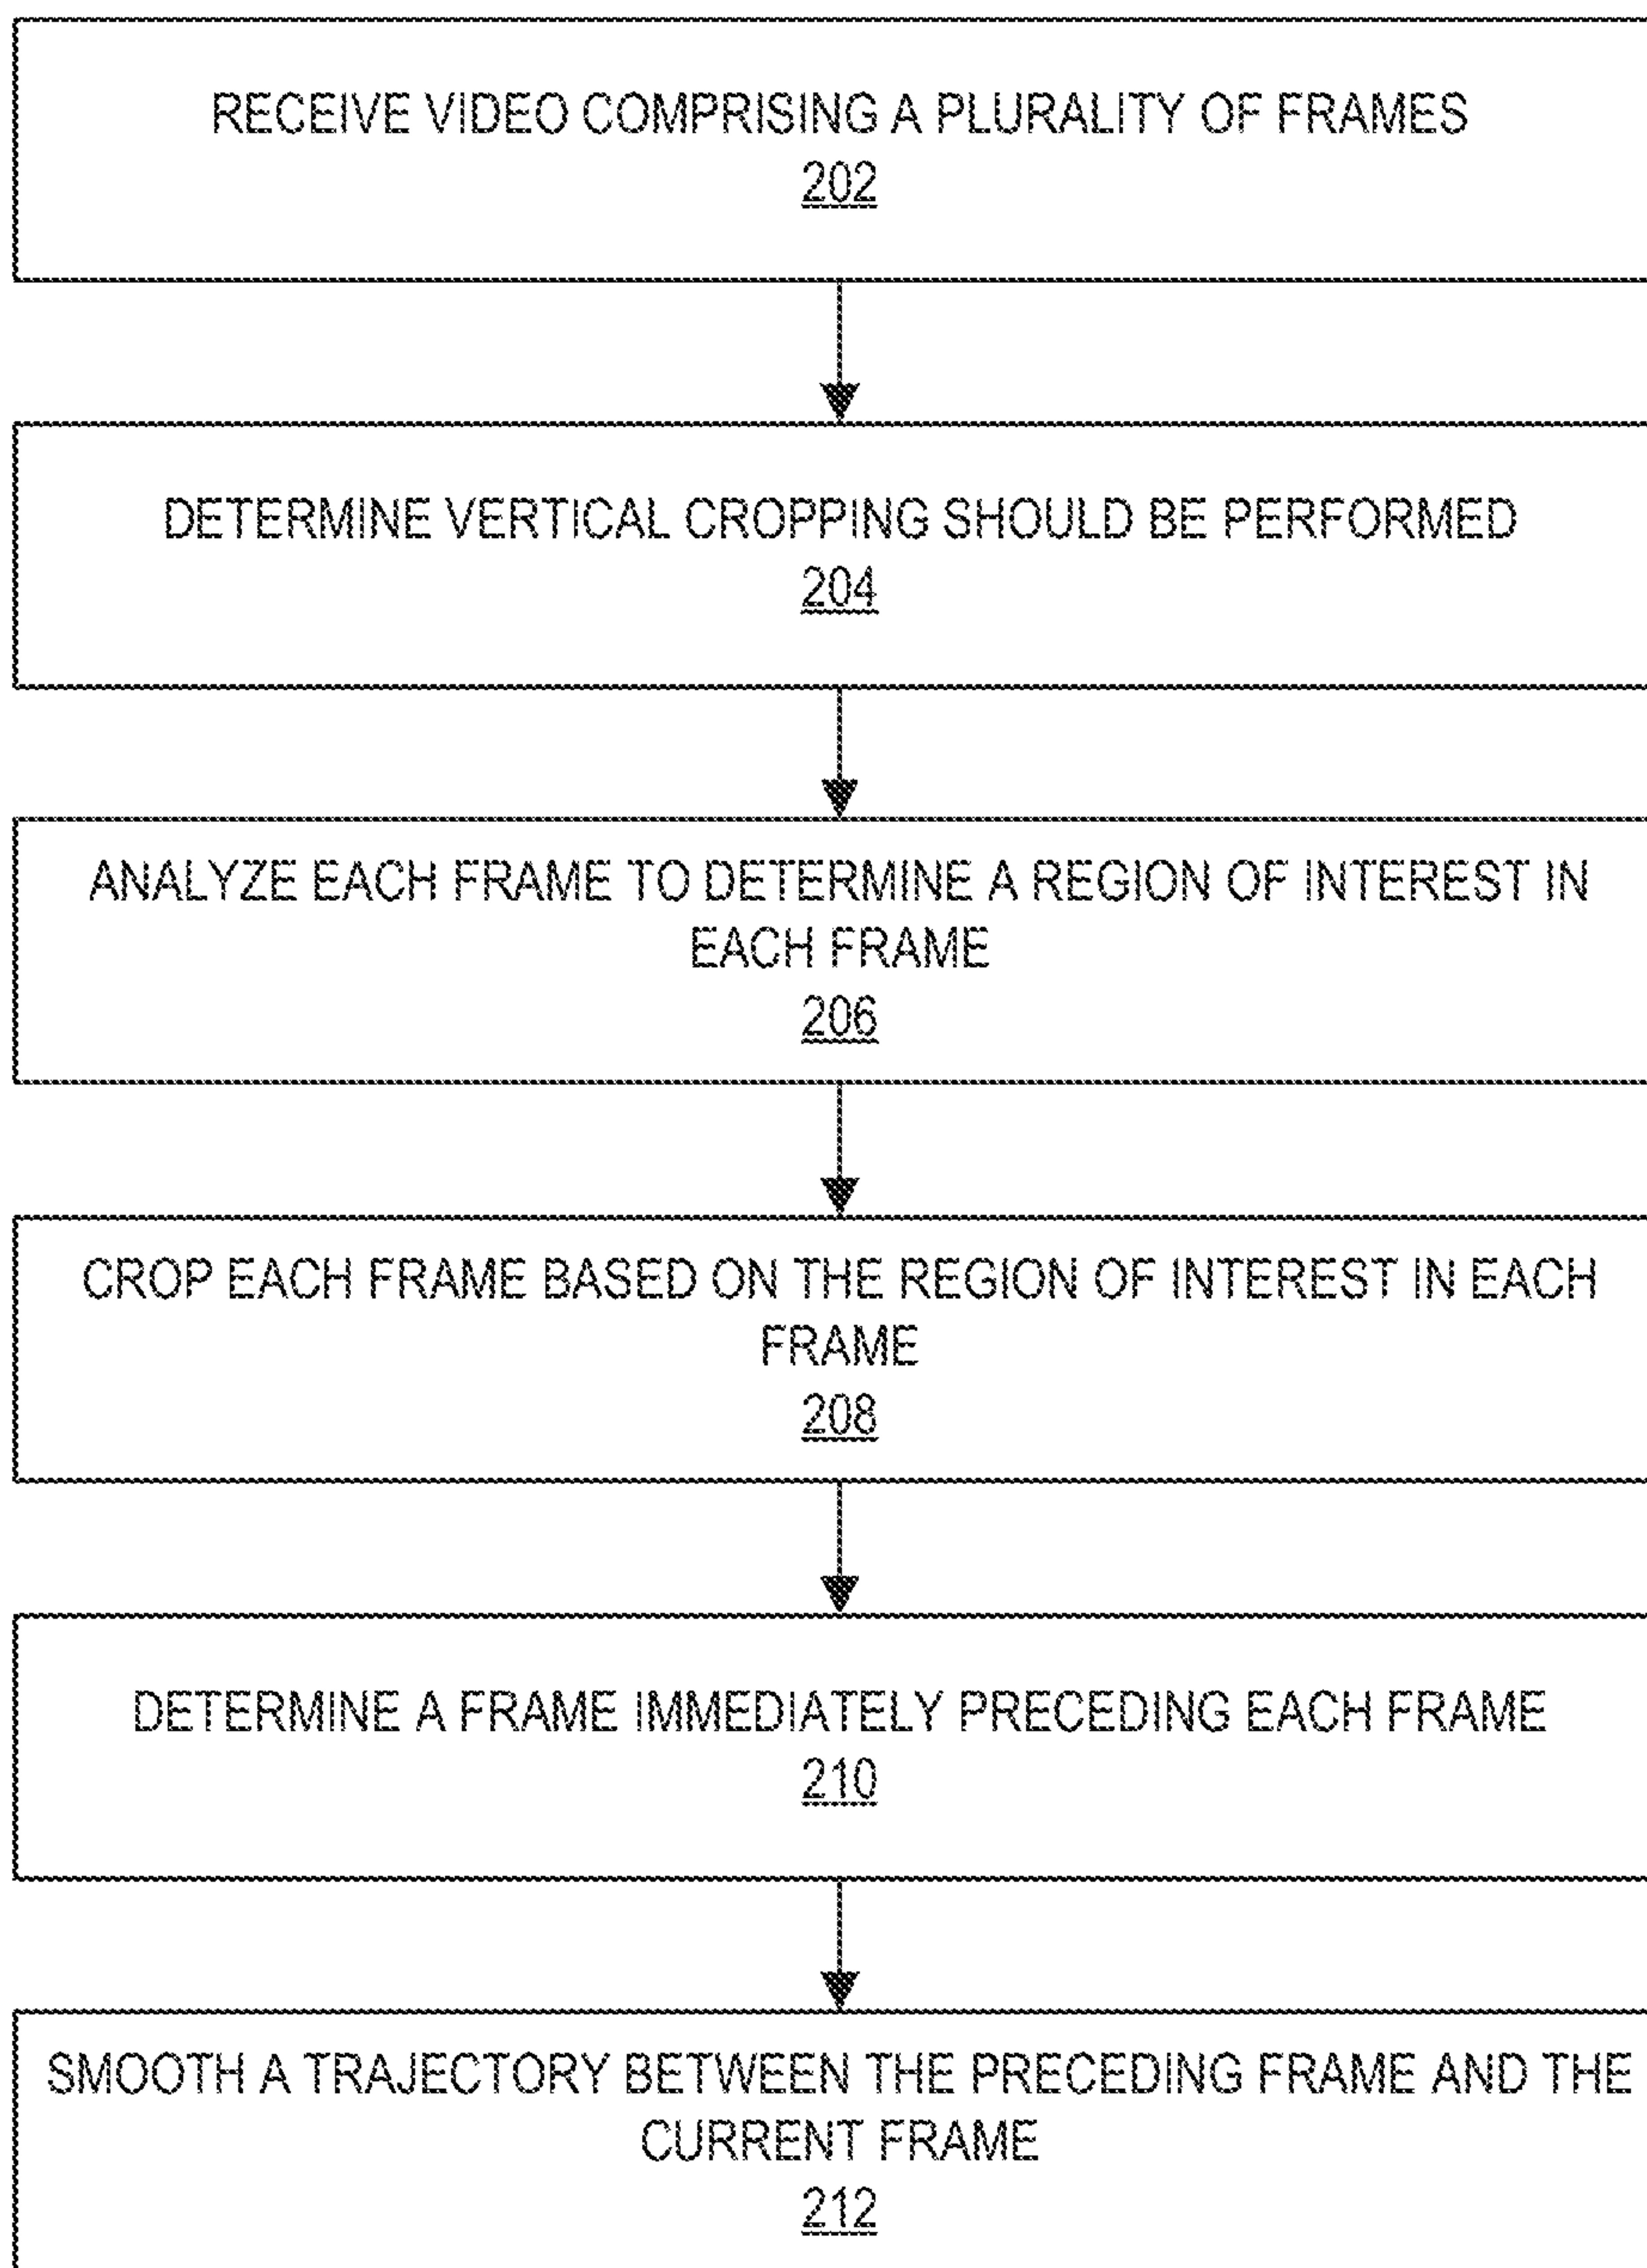 RECEIVE VIDEO COMPRISING A PLURALITY OF FRAMES
202
DETERMINE VERTICAL CROPPING SHOULD BE PERFORMED
204
ANALYZE EACH FRAME TO DETERMINE A REGION OF INTEREST IN
EACH FRAME
206
CROP EACH FRAME BASED ON THE REGION OF INTEREST IN EACH
FRAME
208
DETERMINE A FRAME IMMEDIATELY PRECEDING EACH FRAME
210
SMOOTH A TRAJECTORY BETWEEN THE PRECEDING FRAME AND THE
CURRENT FRAME
212